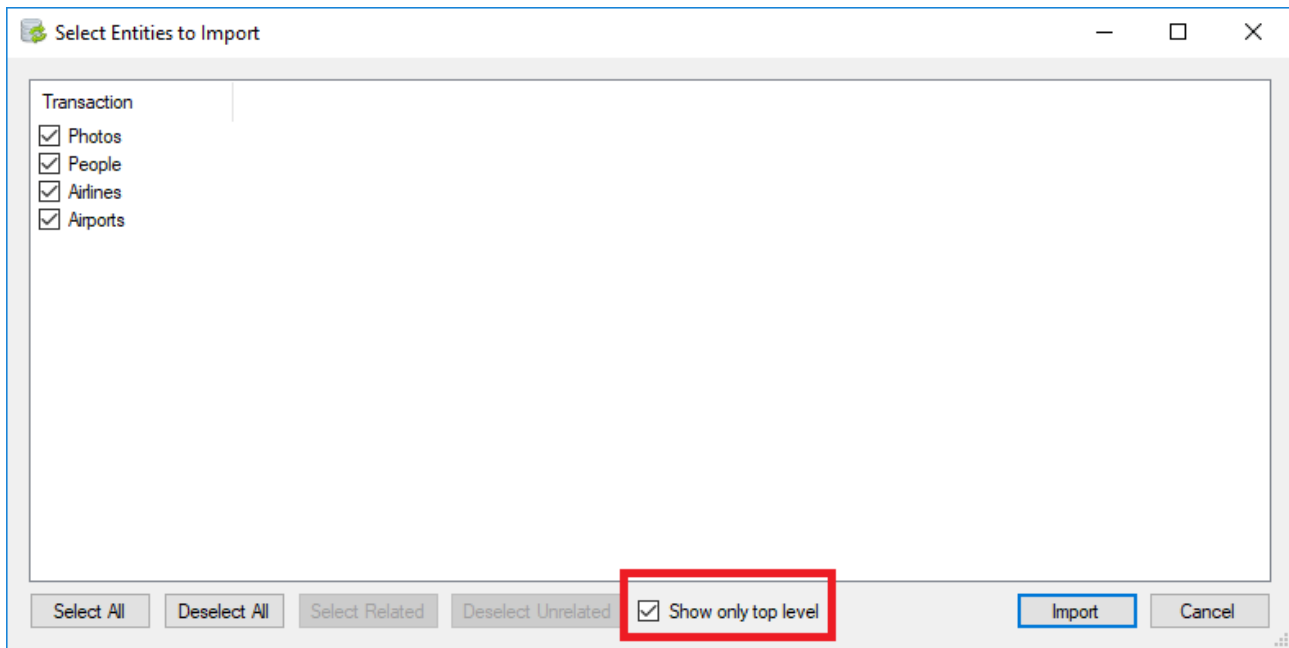 Select Entities to Import
Transaction
Photos
People
Airlines
Airports
Select All Deselect All Select Related Deselect Unrelated Show only top level Import Cancel